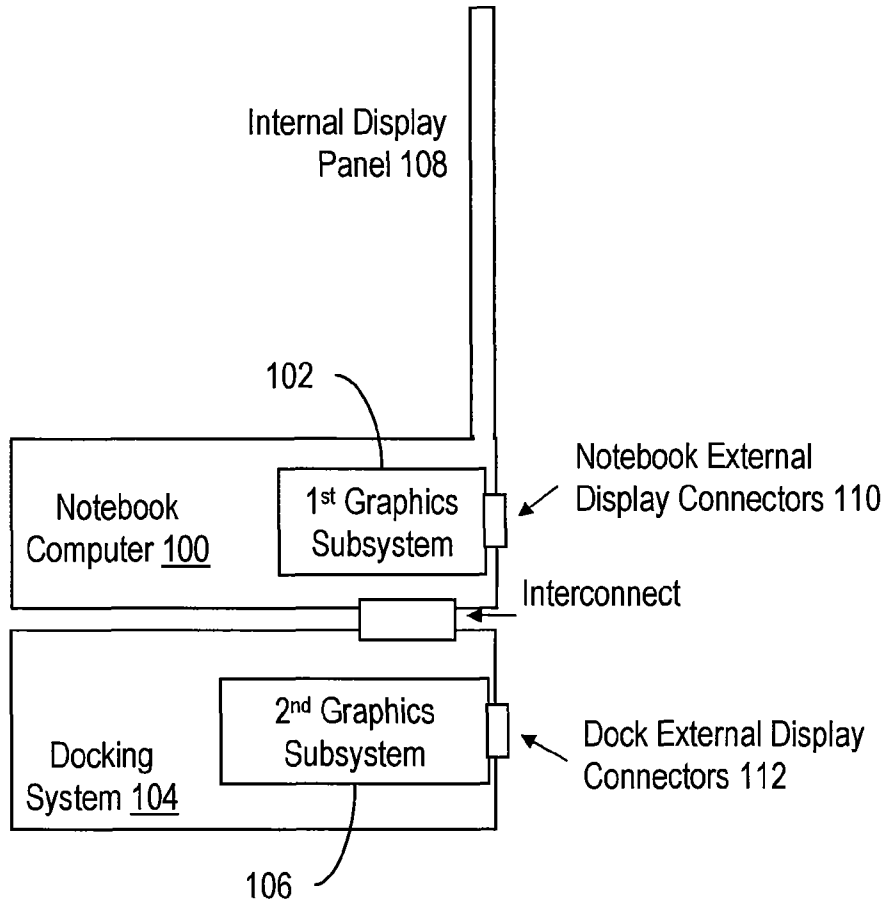 Internal Display
Panel 108
102
1st Graphics
Subsystem
Notebook
Computer 100
Notebook External
Display Connectors 110
Interconnect
2nd Graphics
Subsystem
Docking
System 104
Dock External Display
Connectors 112
106